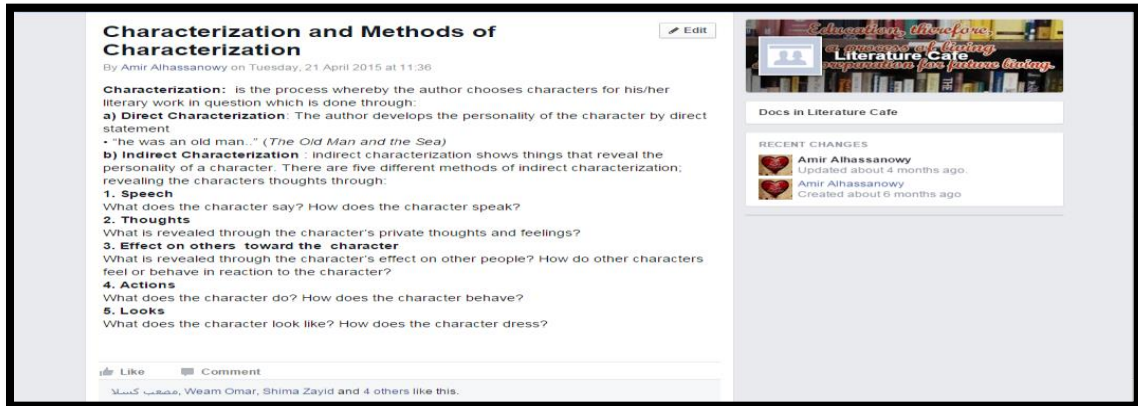 Characterization and Methods of
Characterization
Edit
By Amir Alhassanowy on Tuesday, 21 April 2015 at 11:36
Characterization: is the process whereby the author chooses characters for his/her
literary work in question which is done through:
a) Direct Characterization: The author develops the personality of the character by direct
statement
• "he was an old man.." (The Old Man and the Sea)
b) Indirect Characterization : indirect characterization shows things that reveal the
personality of a character. There are five different methods of indirect characterization;
revealing the characters thoughts through:
1. Speech
What does the character say? How does the character speak?
2. Thoughts
What is revealed through the character's private thoughts and feelings?
3. Effect on others toward the character
What is revealed through the character's effect on other people? How do other characters
feel or behave in reaction to the character?
4. Actions
What does the character do? How does the character behave?
5. Looks
What does the character look like? How does the character dress?
Like Comment
مصعب كسلا, Weam Omar, Shima Zayid and 4 others like this.
Education, therefore,
a process of living
Literature Cafe
preparation for future living.
Docs in Literature Cafe
RECENT CHANGES
Amir Alhassanowy
Updated about 4 months ago.
Amir Alhassanowy
Created about 6 months ago